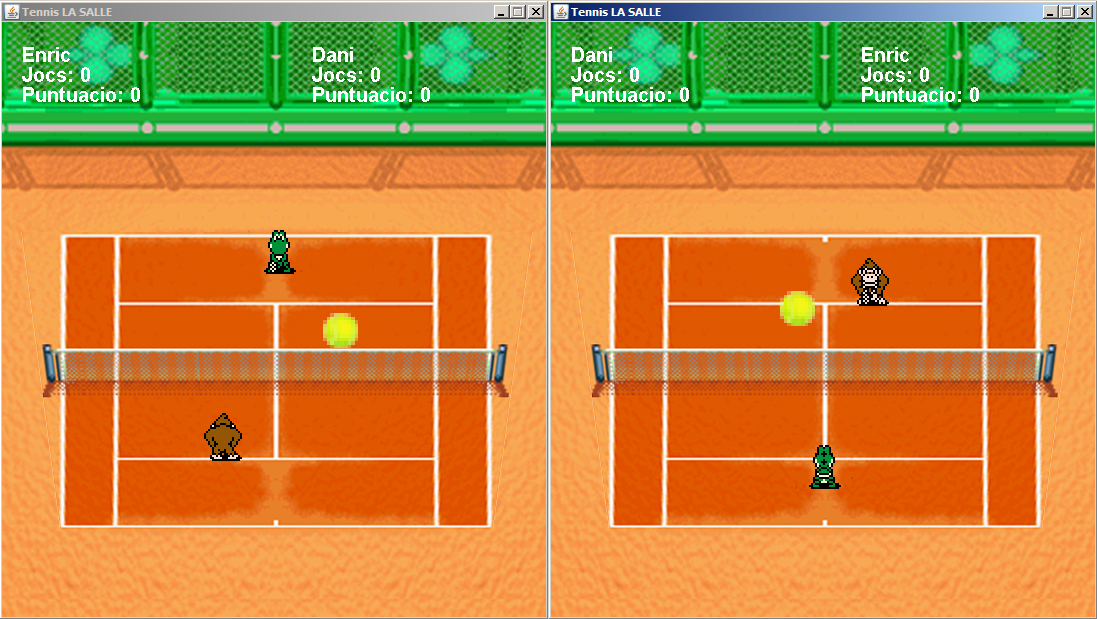 Tennis LA SALLE
Enric
Jocs: 0
Puntuacio: 0
Dani
Jocs: 0
Puntuacio: 0
Tennis LA SALLE
Dani
Jocs: 0
Puntuacio: 0
Enric
Jocs: 0
Puntuacio: 0